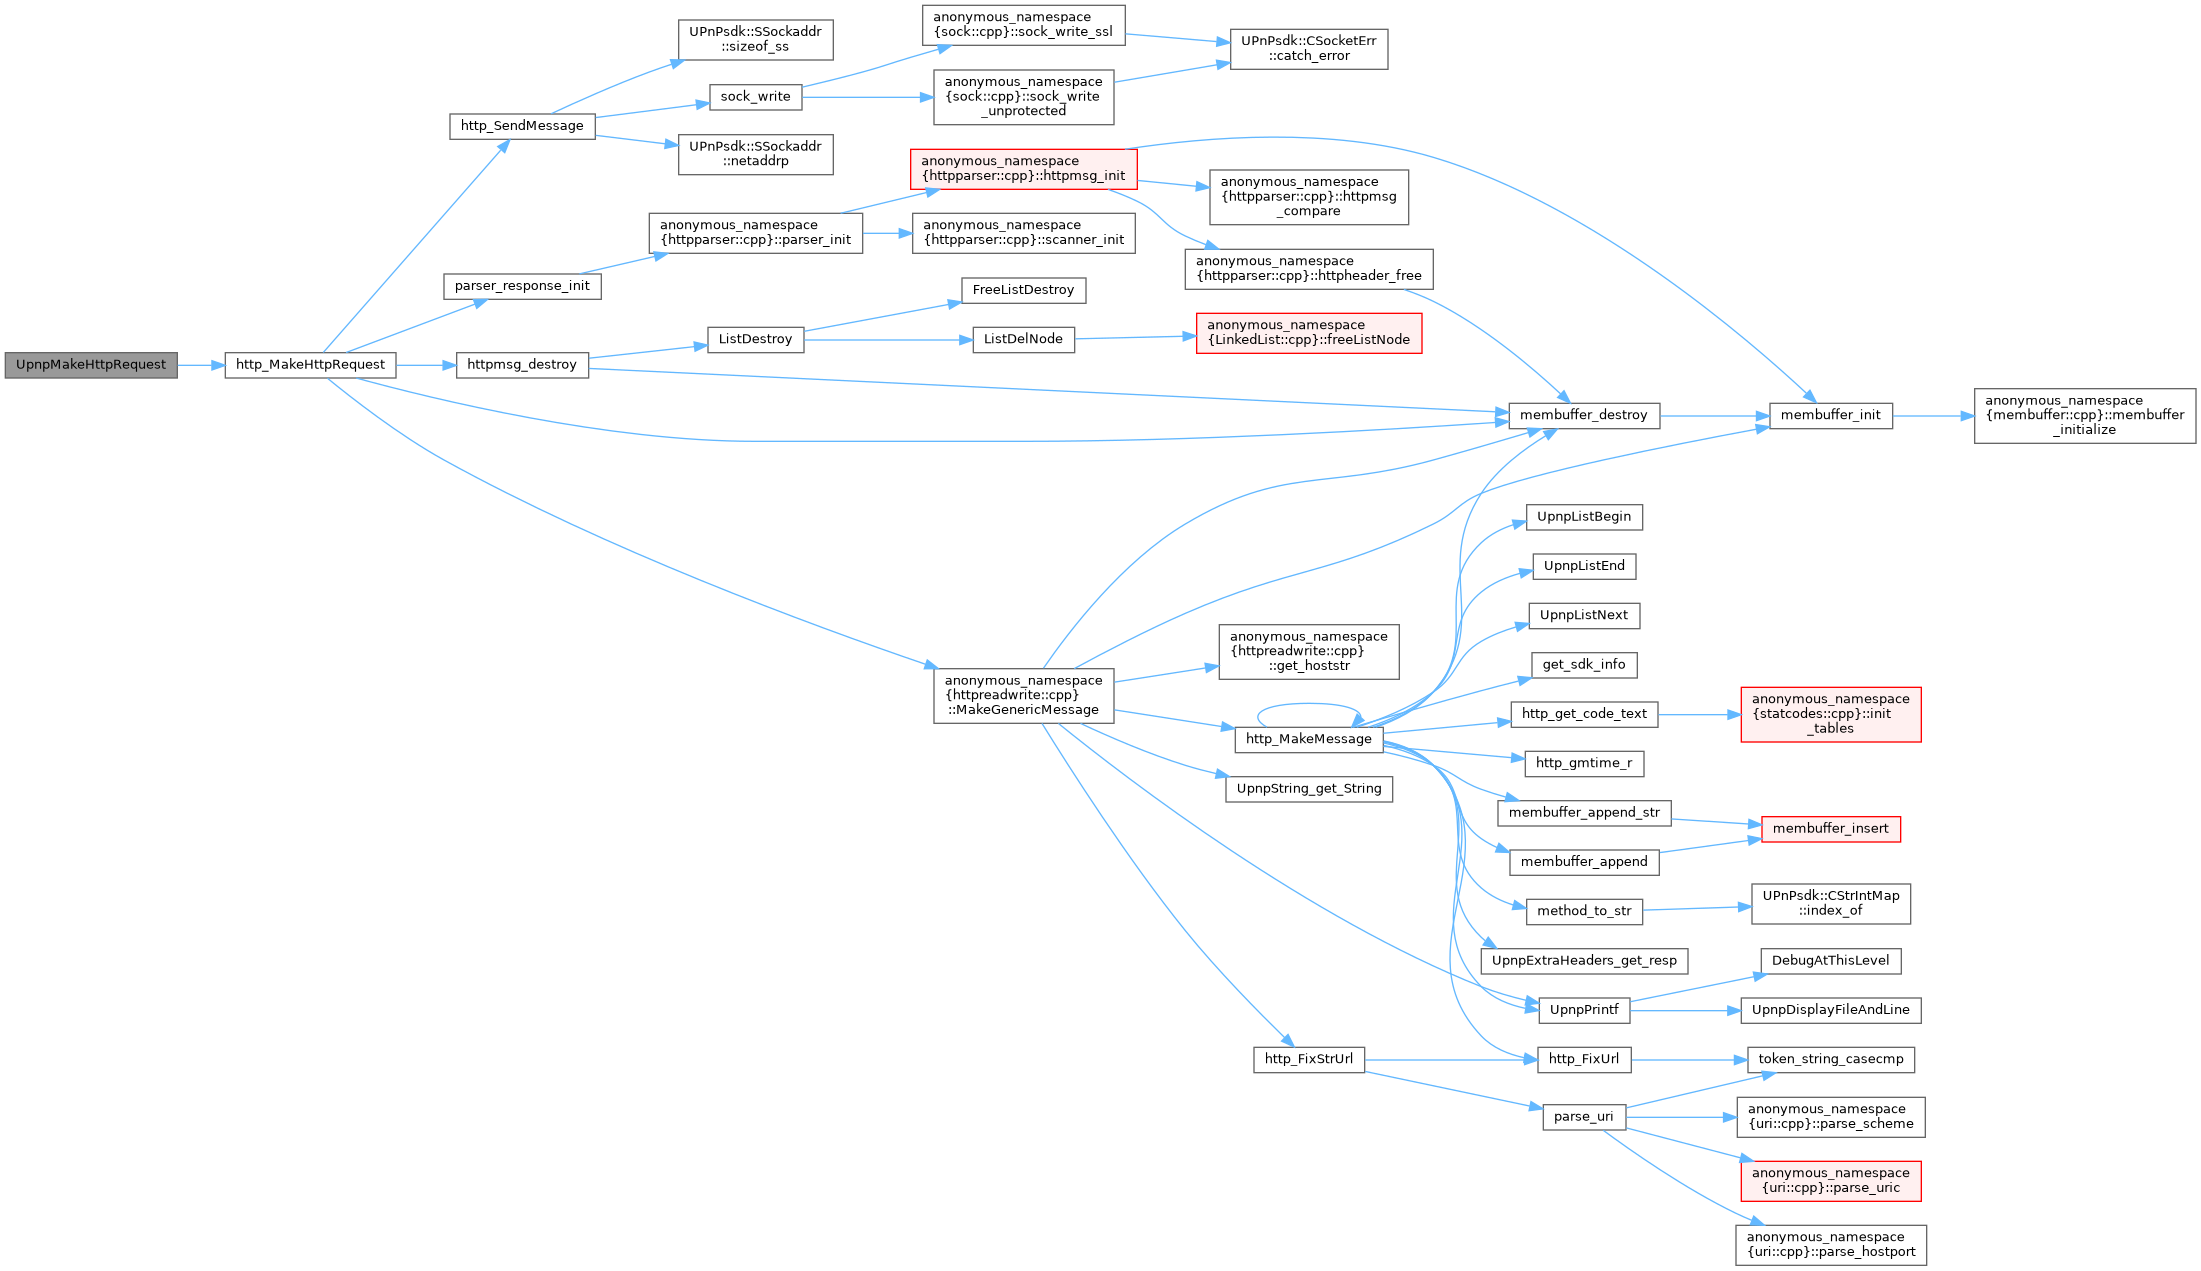 UpnpMakeHttpRequest
http_MakeHttpRequest
http_SendMessage
UPnPsdk::SSockaddr
::sizeof_ss
sock_write
anonymous_namespace
{sock::cpp}::sock_write_ssl
UPnPsdk::CSocketErr
::catch_error
anonymous_namespace
{sock::cpp}::sock_write
_unprotected
UPnPsdk::SSockaddr
::netaddrp
parser_response_init
anonymous_namespace
{httpparser::cpp}::parser_init
anonymous_namespace
{httpparser::cpp}::httpmsg_init
anonymous_namespace
{httpparser::cpp}::httpmsg
_compare
anonymous_namespace
{httpparser::cpp}::scanner_init
anonymous_namespace
{httpparser::cpp}::httpheader_free
httpmsg_destroy
ListDestroy
FreeListDestroy
ListDelNode
anonymous_namespace
{LinkedList::cpp}::freeListNode
membuffer_destroy
membuffer_init
anonymous_namespace
{membuffer::cpp}::membuffer
_initialize
anonymous_namespace
{httpreadwrite::cpp}
::MakeGenericMessage
anonymous_namespace
{httpreadwrite::cpp}
::get_hoststr
http_MakeMessage
UpnpString_get_String
http_FixStrUrl
UpnpListBegin
UpnpListEnd
UpnpListNext
get_sdk_info
http_get_code_text
anonymous_namespace
{statcodes::cpp}::init
_tables
http_gmtime_r
membuffer_append_str
membuffer_insert
membuffer_append
method_to_str
UPnPsdk::CStrIntMap
::index_of
UpnpExtraHeaders_get_resp
UpnpPrintf
DebugAtThisLevel
UpnpDisplayFileAndLine
http_FixUrl
token_string_casecmp
parse_uri
anonymous_namespace
{uri::cpp}::parse_scheme
anonymous_namespace
{uri::cpp}::parse_uric
anonymous_namespace
{uri::cpp}::parse_hostport